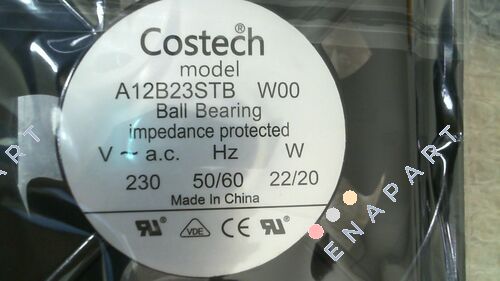 Costech
model
A12B23STB W00
Ball Bearing
impedance protected
V ~ a.c. Hz W
230 50/60 22/20
Made In China
VDE CE
ENAPART
ENAPART.